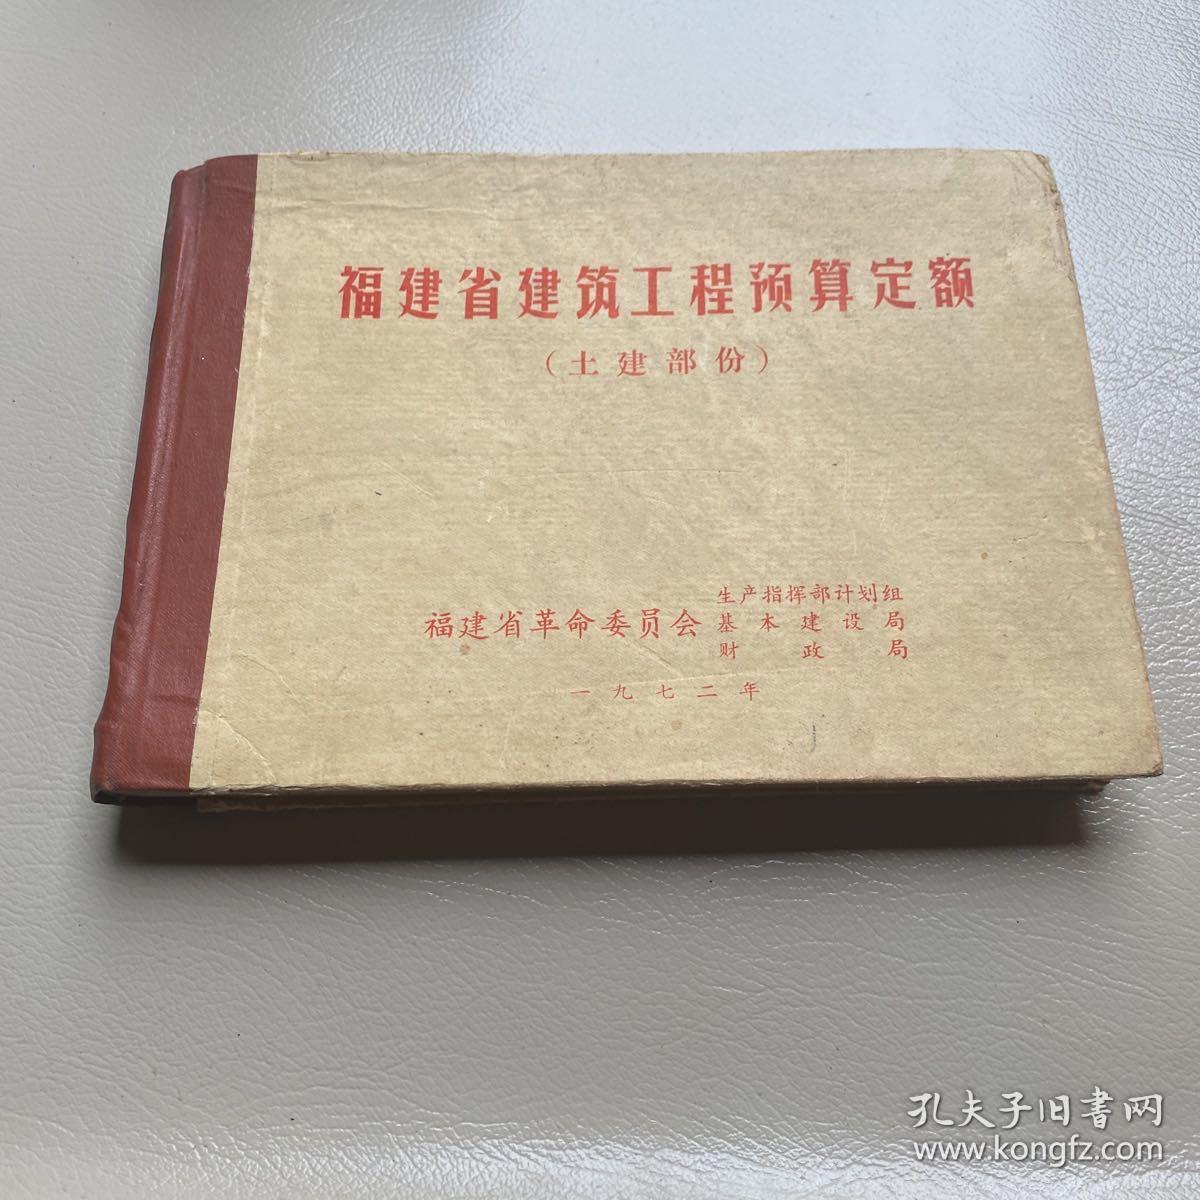 福建省建筑工程预算定额
（土建部份）
福建省革命委员会
生产指挥部计划组
基本建设局
财政局
一九七二年
孔夫子旧书网
www.kongfz.com